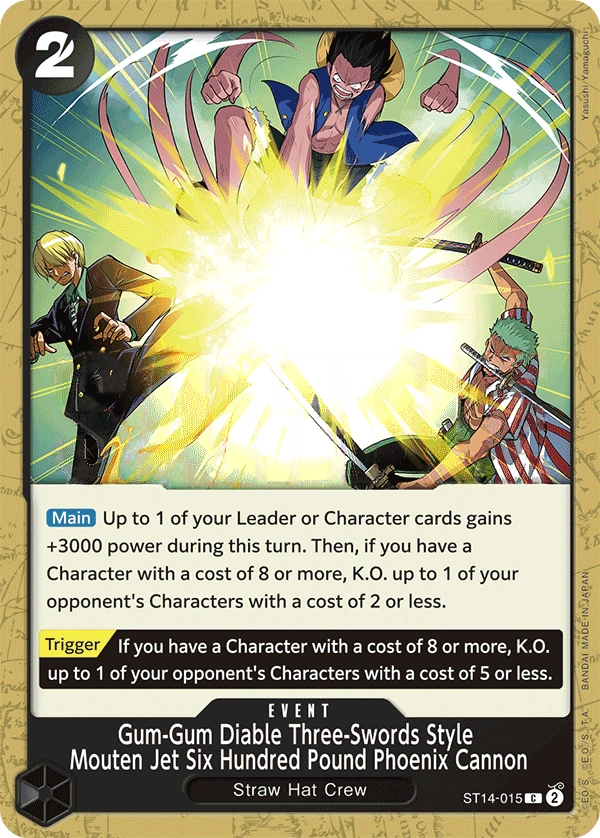 2
Yasushi Yamaguchi
Main Up to 1 of your Leader or Character cards gains
+3000 power during this turn. Then, if you have a
Character with a cost of 8 or more, K.O. up to 1 of your
opponent's Characters with a cost of 2 or less.
Trigger If you have a Character with a cost of 8 or more, K.O.
up to 1 of your opponent's Characters with a cost of 5 or less.
EVENT
Gum-Gum Diable Three-Swords Style
Mouten Jet Six Hundred Pound Phoenix Cannon
Straw Hat Crew
ST14-015 C 2
©E.O.S. ©E.O.S.,T.A. BANDAI MADE IN JAPAN